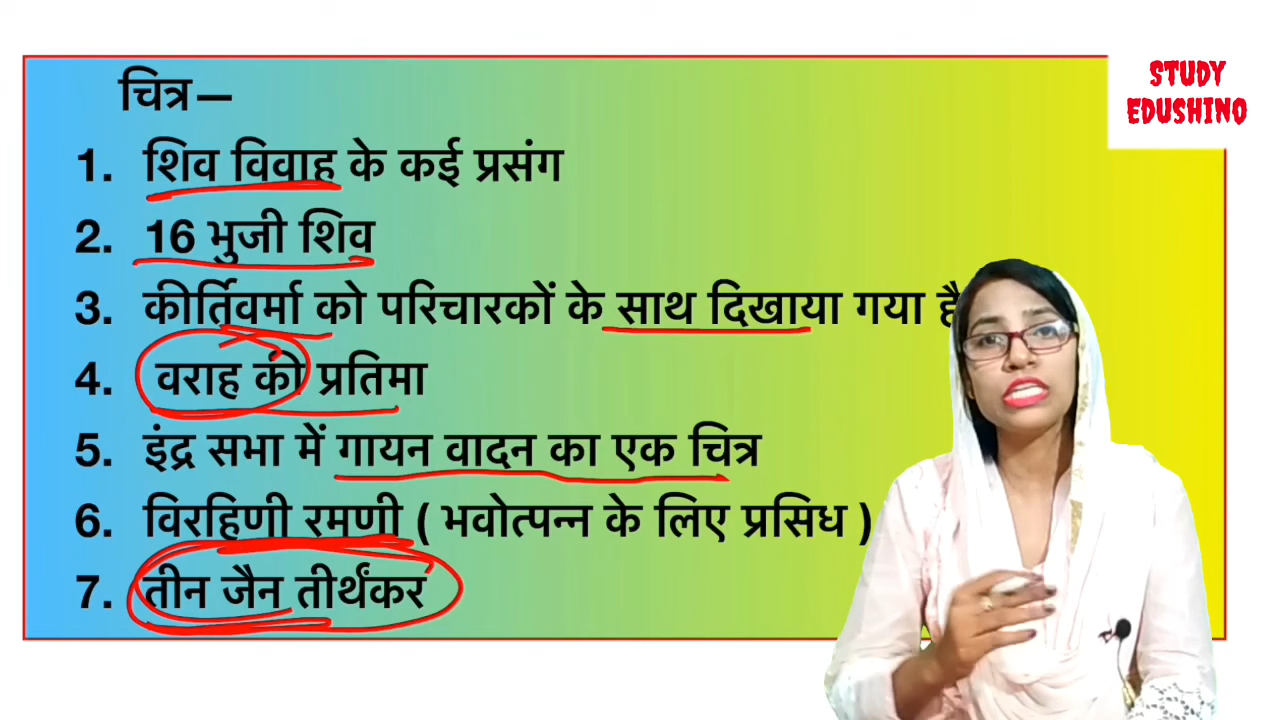 चित्र—
1. शिव विवाह के कई प्रसंग
2. 16 भुजी शिव
3. कीर्तिवर्मा को परिचारकों के साथ दिखाया गया है
4. वराह की प्रतिमा
5. इंद्र सभा में गायन वादन का एक चित्र
6. विरहिणी रमणी ( भवोत्पन्न के लिए प्रसिध )
7. तीन जैन तीर्थंकर
STUDY
EDUSHINO